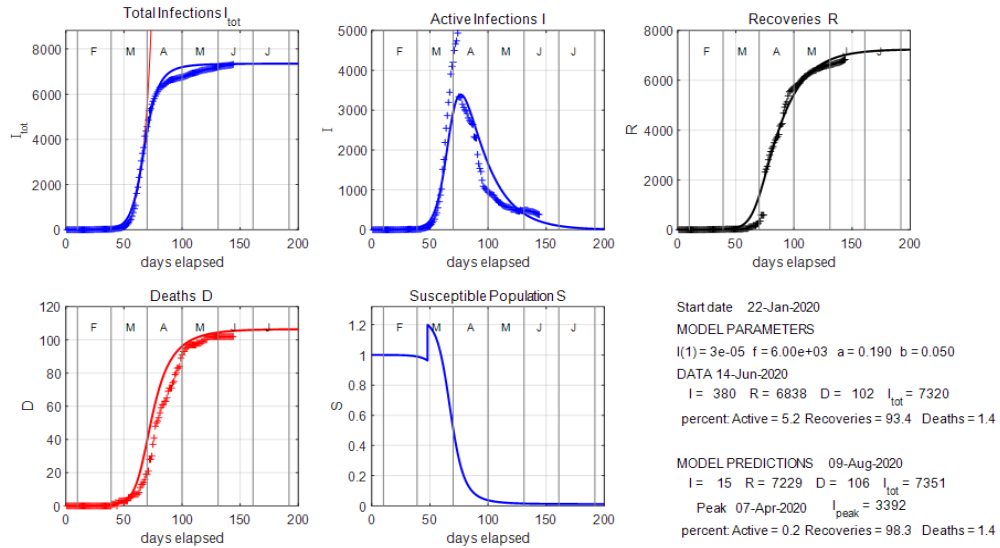 Total Infections I_tot
8000
6000
4000
2000
0
F M A M J J
I_tot
0 50 100 150 200
days elapsed
Active Infections I
5000
4000
3000
2000
1000
0
F M A M J J
I
0 50 100 150 200
days elapsed
Recoveries R
8000
6000
4000
2000
0
F M A M J J
R
0 50 100 150 200
days elapsed
Deaths D
120
100
80
60
40
20
0
F M A M J J
D
0 50 100 150 200
days elapsed
Susceptible Population S
1.2
1
0.8
0.6
0.4
0.2
0
F M A M J J
S
0 50 100 150 200
days elapsed
Start date 22-Jan-2020
MODEL PARAMETERS
I(1) = 3e-05 f = 6.00e+03 a = 0.190 b = 0.050
DATA 14-Jun-2020
I = 380 R = 6838 D = 102 I_tot = 7320
percent: Active = 5.2 Recoveries = 93.4 Deaths = 1.4
MODEL PREDICTIONS 09-Aug-2020
I = 15 R = 7229 D = 106 I_tot = 7351
Peak 07-Apr-2020 I_peak = 3392
percent: Active = 0.2 Recoveries = 98.3 Deaths = 1.4